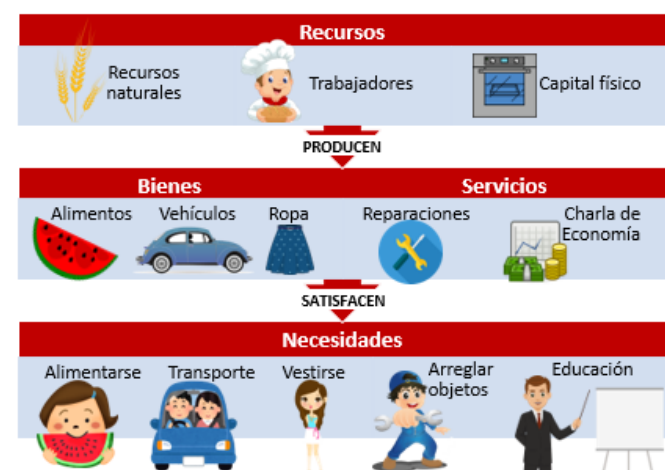 Recursos
Recursos
naturales
Trabajadores
Capital físico
PRODUCEN
Bienes
Servicios
Alimentos
Vehículos
Ropa
Reparaciones
Charla de
Economía
SATISFACEN
Necesidades
Alimentarse
Transporte
Vestirse
Arreglar
objetos
Educación